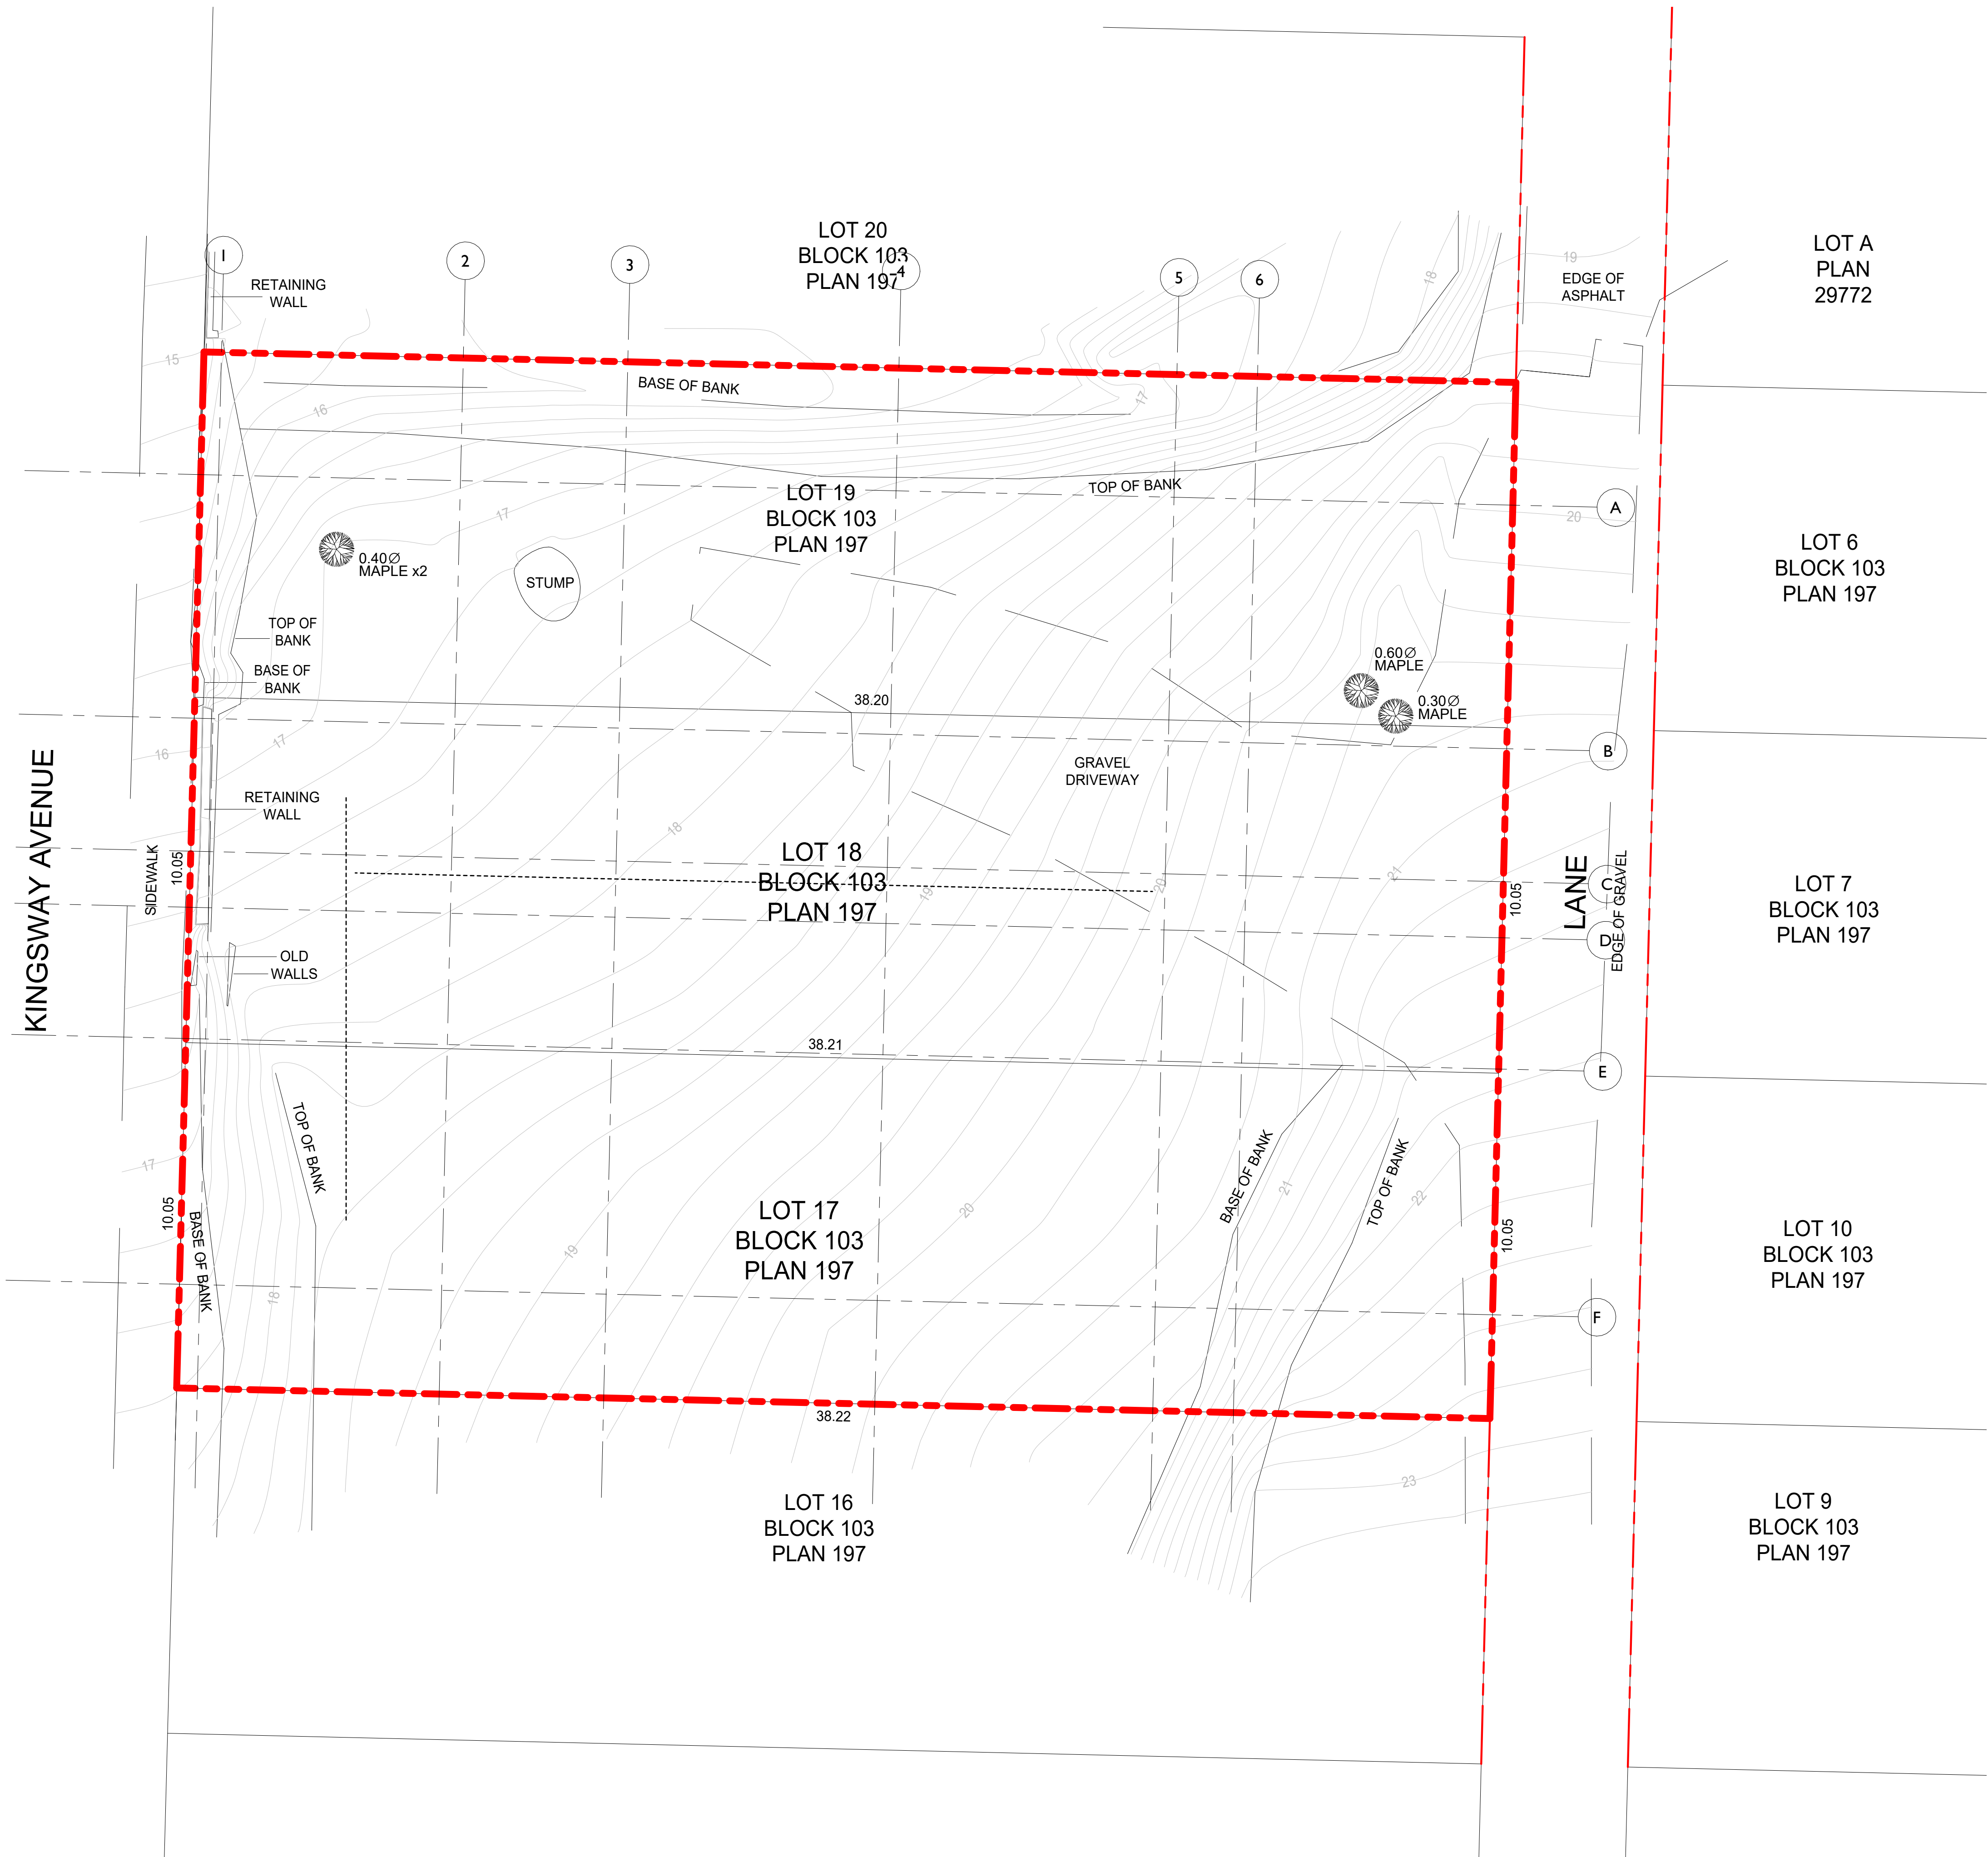 LOT 20
BLOCK 103
PLAN 197
LOT A
PLAN
29772
1
2
3
4
5
6
RETAINING
WALL
18
19
EDGE OF
ASPHALT
15
BASE OF BANK
16
17
TOP OF BANK
17
LOT 19
BLOCK 103
PLAN 197
A
20
LOT 6
BLOCK 103
PLAN 197
0.40Ø
MAPLE x2
STUMP
TOP OF
BANK
BASE OF
BANK
0.60Ø
MAPLE
0.30Ø
MAPLE
38.20
16
17
B
GRAVEL
DRIVEWAY
KINGSWAY AVENUE
RETAINING
WALL
SIDEWALK
10.05
18
LOT 18
BLOCK 103
PLAN 197
19
20
21
10.05
LANE
C
EDGE OF GRAVEL
D
LOT 7
BLOCK 103
PLAN 197
OLD
WALLS
38.21
E
TOP OF BANK
17
10.05
BASE OF BANK
18
19
LOT 17
BLOCK 103
PLAN 197
20
BASE OF BANK
21
TOP OF BANK
22
10.05
LOT 10
BLOCK 103
PLAN 197
F
38.22
23
LOT 16
BLOCK 103
PLAN 197
LOT 9
BLOCK 103
PLAN 197